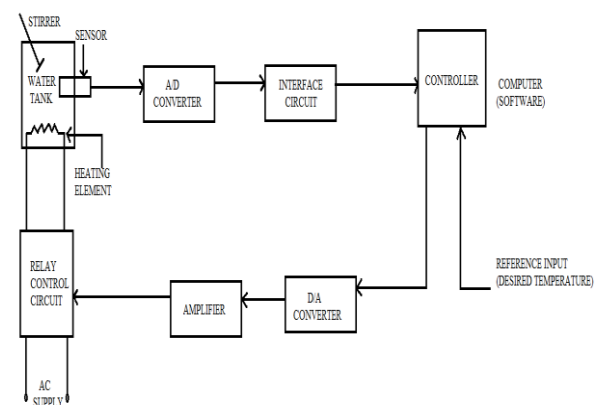 STIRRER
SENSOR
WATER
TANK
A/D
CONVERTER
INTERFACE
CIRCUIT
CONTROLLER
COMPUTER
(SOFTWARE)
HEATING
ELEMENT
RELAY
CONTROL
CIRCUIT
AMPLIFIER
D/A
CONVERTER
REFERENCE INPUT
(DESIRED TEMPERATURE)
AC
SUPPLY